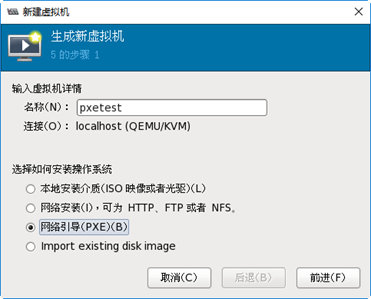 新建虚拟机
生成新虚拟机
5 的步骤 1
输入虚拟机详情
名称(N)： pxetest
连接(O)： localhost (QEMU/KVM)
选择如何安装操作系统
本地安装介质(ISO 映像或者光驱)(L)
网络安装(I)，可为 HTTP、FTP 或者 NFS。
网络引导(PXE)(B)
Import existing disk image
取消(C) 后退(B) 前进(F)